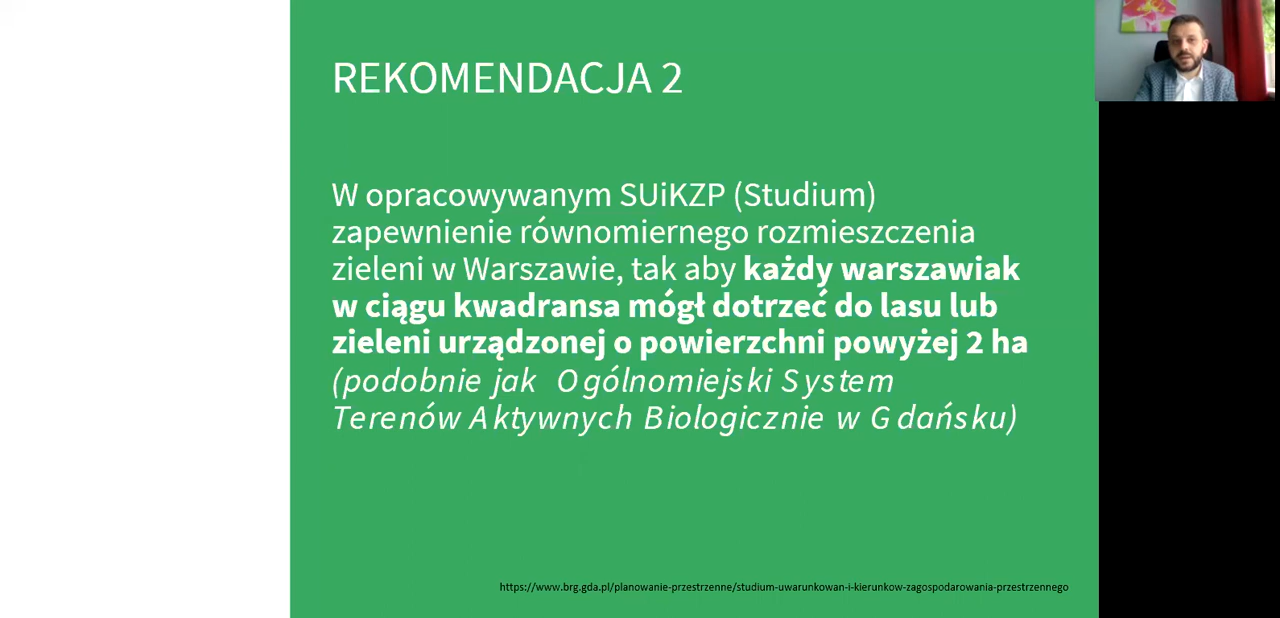 REKOMENDACJA 2
W opracowywanym SUiKZP (Studium)
zapewnienie równomiernego rozmieszczenia
zieleni w Warszawie, tak aby każdy warszawiak
w ciągu kwadransa mógł dotrzeć do lasu lub
zieleni urządzonej o powierzchni powyżej 2 ha
(podobnie jak Ogólnomiejski System
Terenów Aktywnych Biologicznie w Gdańsku)
https://www.brg.gda.pl/planowanie-przestrzenne/studium-uwarunkowan-i-kierunkow-zagospodarowania-przestrzennego